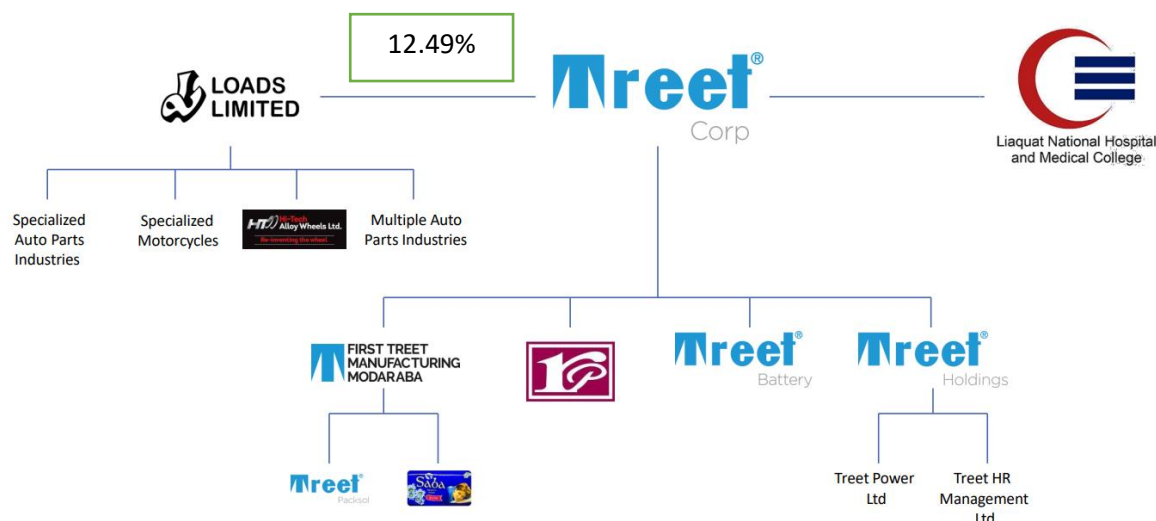 12.49%
LOADS
LIMITED
Treet®
Corp
Liaquat National Hospital
and Medical College
Specialized
Auto Parts
Industries
Specialized
Motorcycles
HT Hi-Tech
Alloy Wheels Ltd.
Re-inventing the wheel
Multiple Auto
Parts Industries
FIRST TREET
MANUFACTURING
MODARABA
Treet®
Battery
Treet®
Holdings
Treet®
Packsol
Saba
Treet Power
Ltd
Treet HR
Management
Ltd